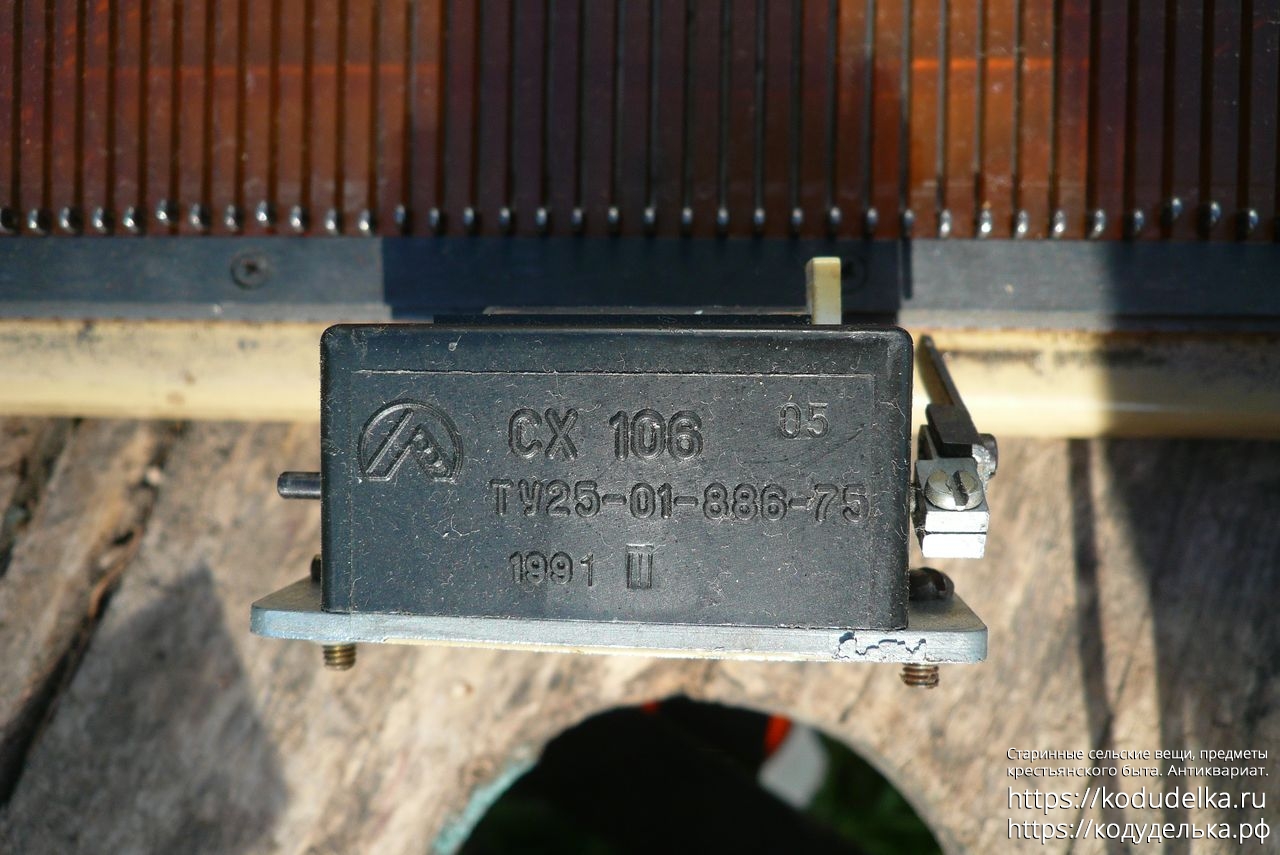 СХ 106 05
ТУ25-01-886-75
1991 III
Старинные сельские вещи, предметы
крестьянского быта. Антиквариат.
https://kodudelka.ru
https://кодуделька.рф